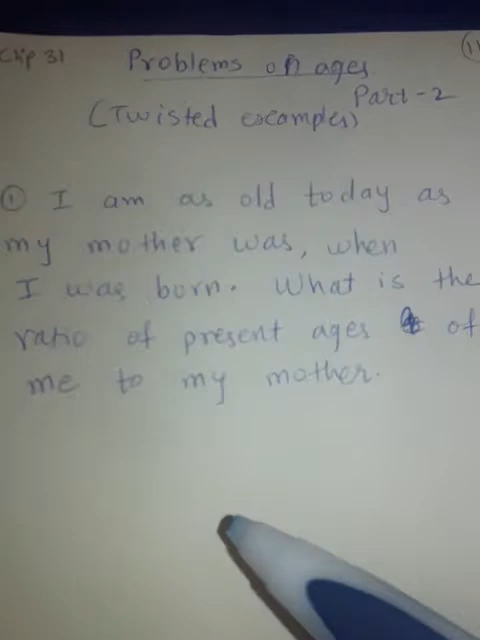 Clip 31
Problems on ages
Part-2
(Twisted examples)
① I am as old today as
my mother was, when
I was born. What is the
ratio of present ages of
me to my mother.